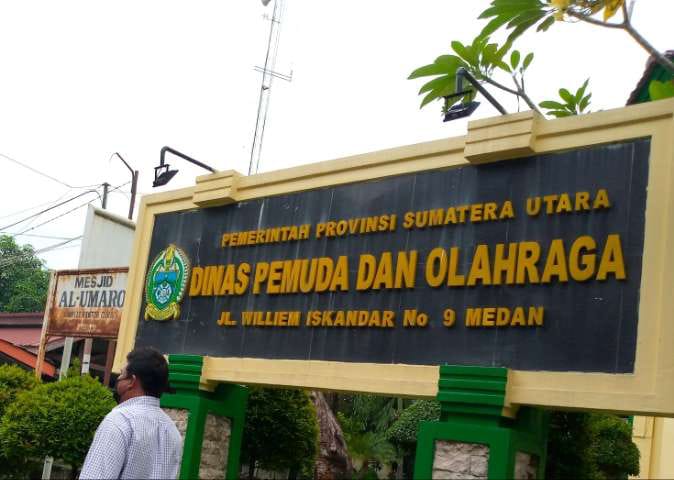 PEMERINTAH PROVINSI SUMATERA UTARA
DINAS PEMUDA DAN OLAHRAGA
JL. WILLIEM ISKANDAR No 9 MEDAN
MESJID
AL-UMARO